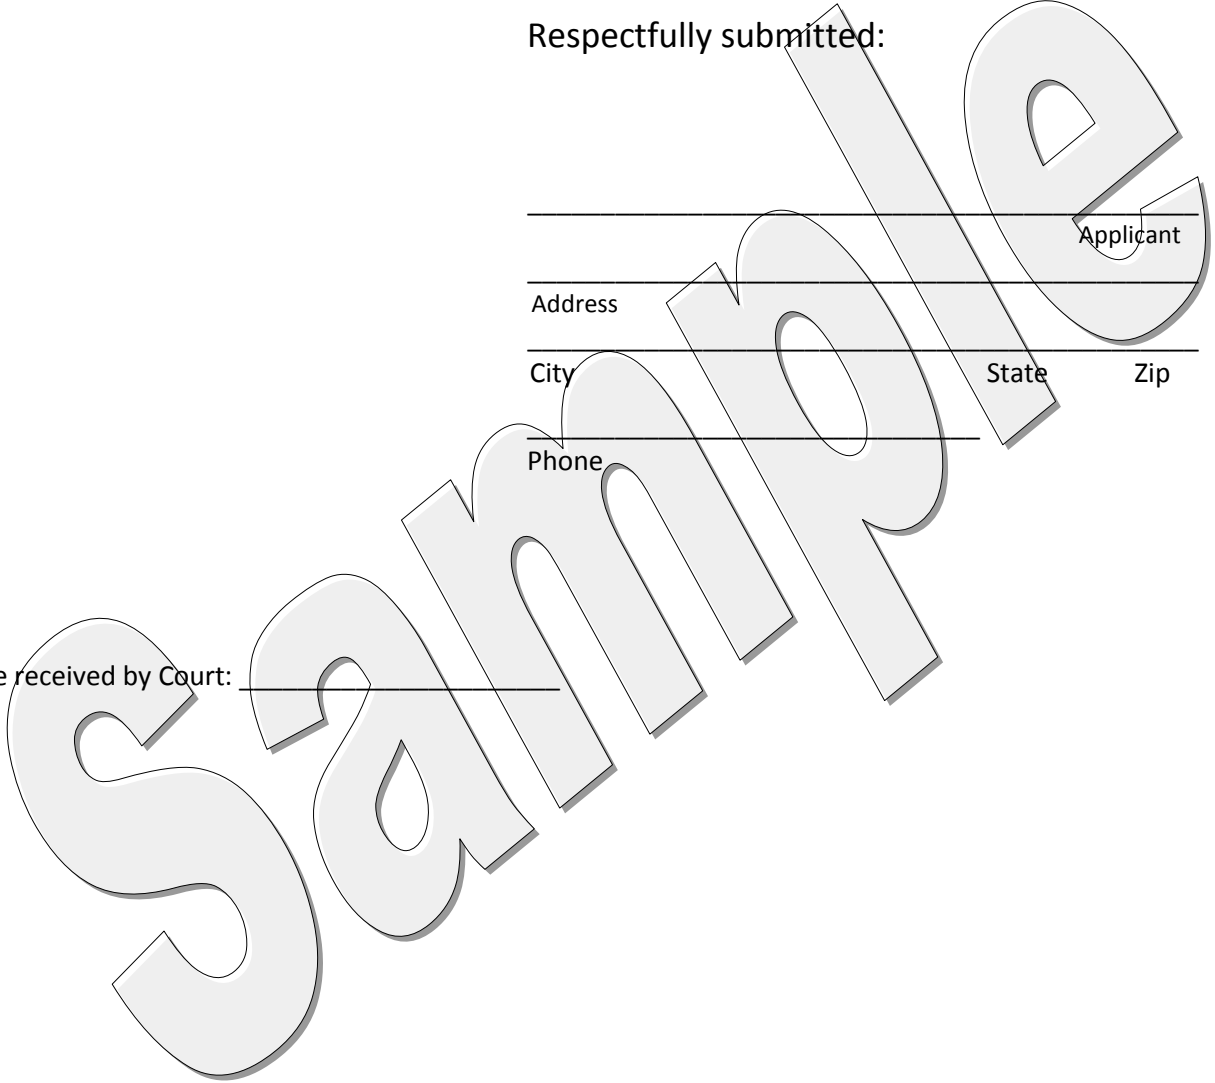 Respectfully submitted:
Applicant
Address
City State Zip
Phone
e received by Court:
Sample